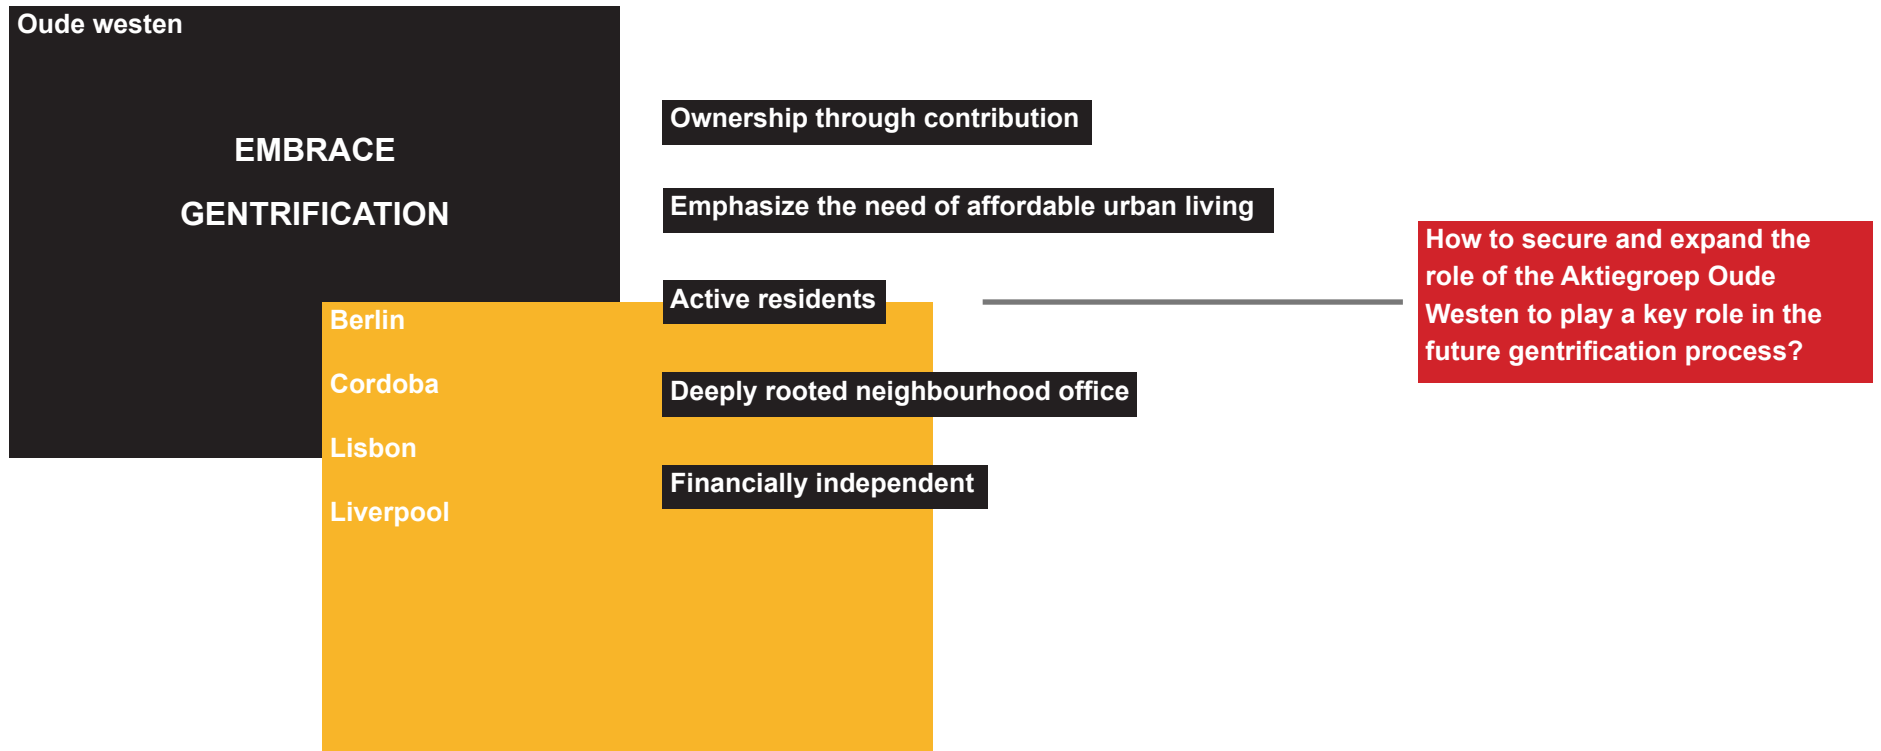 Oude westen
EMBRACE
GENTRIFICATION
Ownership through contribution
Emphasize the need of affordable urban living
Active residents
Deeply rooted neighbourhood office
Financially independent
Berlin
Cordoba
Lisbon
Liverpool
How to secure and expand the
role of the Aktiegroep Oude
Westen to play a key role in the
future gentrification process?